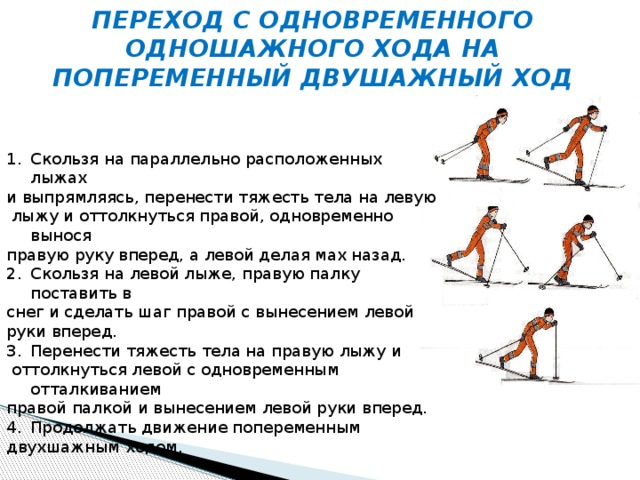 ПЕРЕХОД С ОДНОВРЕМЕННОГО
ОДНОШАЖНОГО ХОДА НА
ПОПЕРЕМЕННЫЙ ДВУШАЖНЫЙ ХОД
1. Скользя на параллельно расположенных
лыжах
и выпрямляясь, перенести тяжесть тела на левую
лыжу и оттолкнуться правой, одновременно
вынося
правую руку вперед, а левой делая мах назад.
2. Скользя на левой лыже, правую палку
поставить в
снег и сделать шаг правой с вынесением левой
руки вперед.
3. Перенести тяжесть тела на правую лыжу и
оттолкнуться левой с одновременным
отталкиванием
правой палкой и вынесением левой руки вперед.
4. Продолжать движение попеременным
двухшажным ходом.